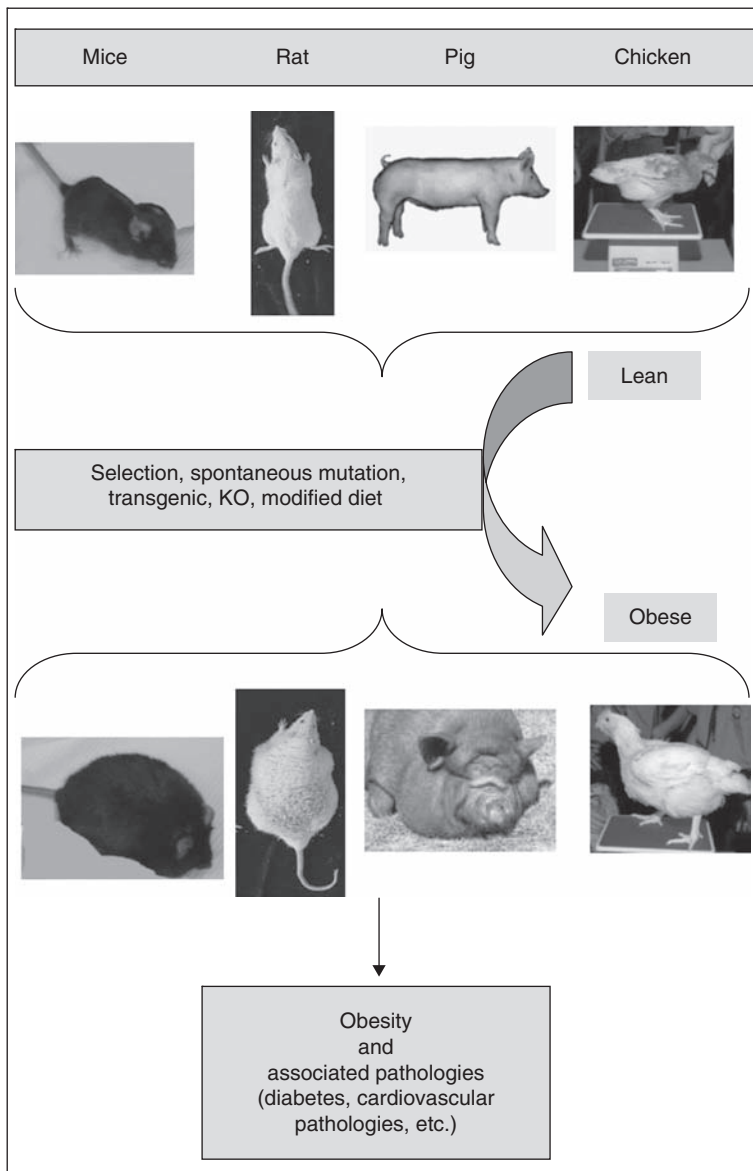 Mice Rat Pig Chicken
Lean
Selection, spontaneous mutation,
transgenic, KO, modified diet
Obese
Obesity
and
associated pathologies
(diabetes, cardiovascular
pathologies, etc.)